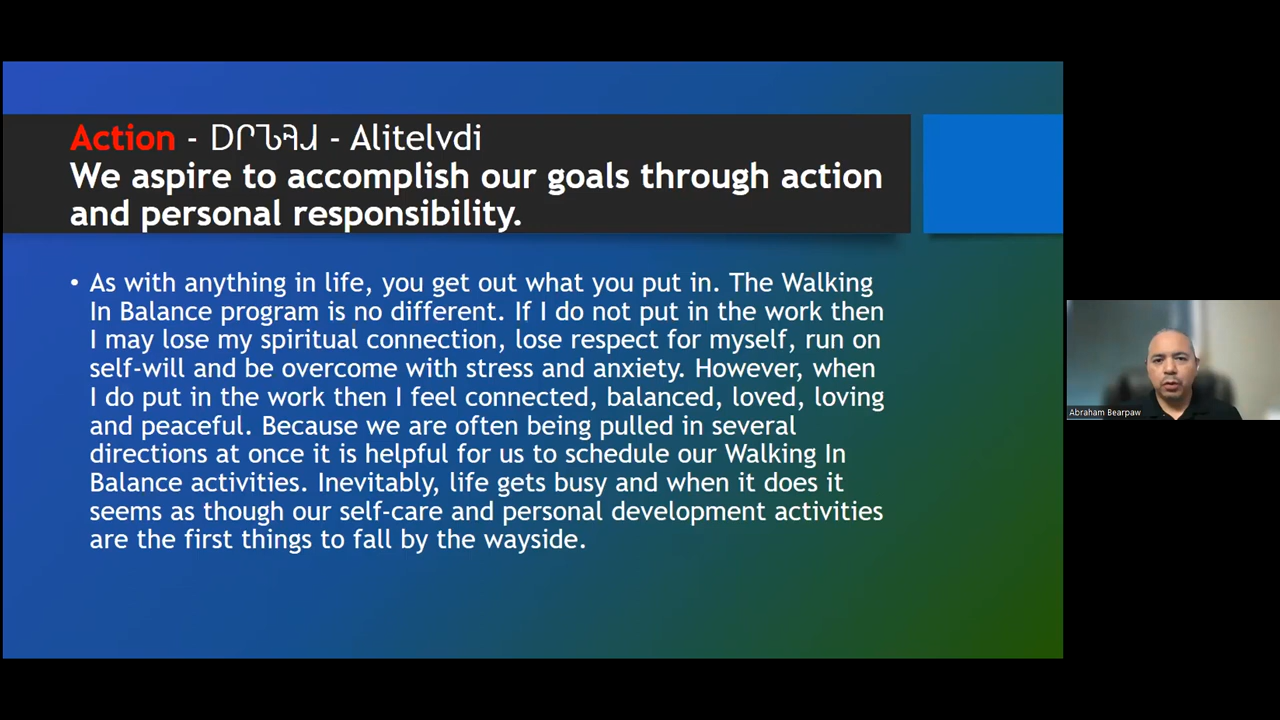 Action - ᎠᎵᏖᎸᏗ - Alitelvdi
We aspire to accomplish our goals through action
and personal responsibility.
• As with anything in life, you get out what you put in. The Walking
In Balance program is no different. If I do not put in the work then
I may lose my spiritual connection, lose respect for myself, run on
self-will and be overcome with stress and anxiety. However, when
I do put in the work then I feel connected, balanced, loved, loving
and peaceful. Because we are often being pulled in several
directions at once it is helpful for us to schedule our Walking In
Balance activities. Inevitably, life gets busy and when it does it
seems as though our self-care and personal development activities
are the first things to fall by the wayside.
Abraham Bearpaw